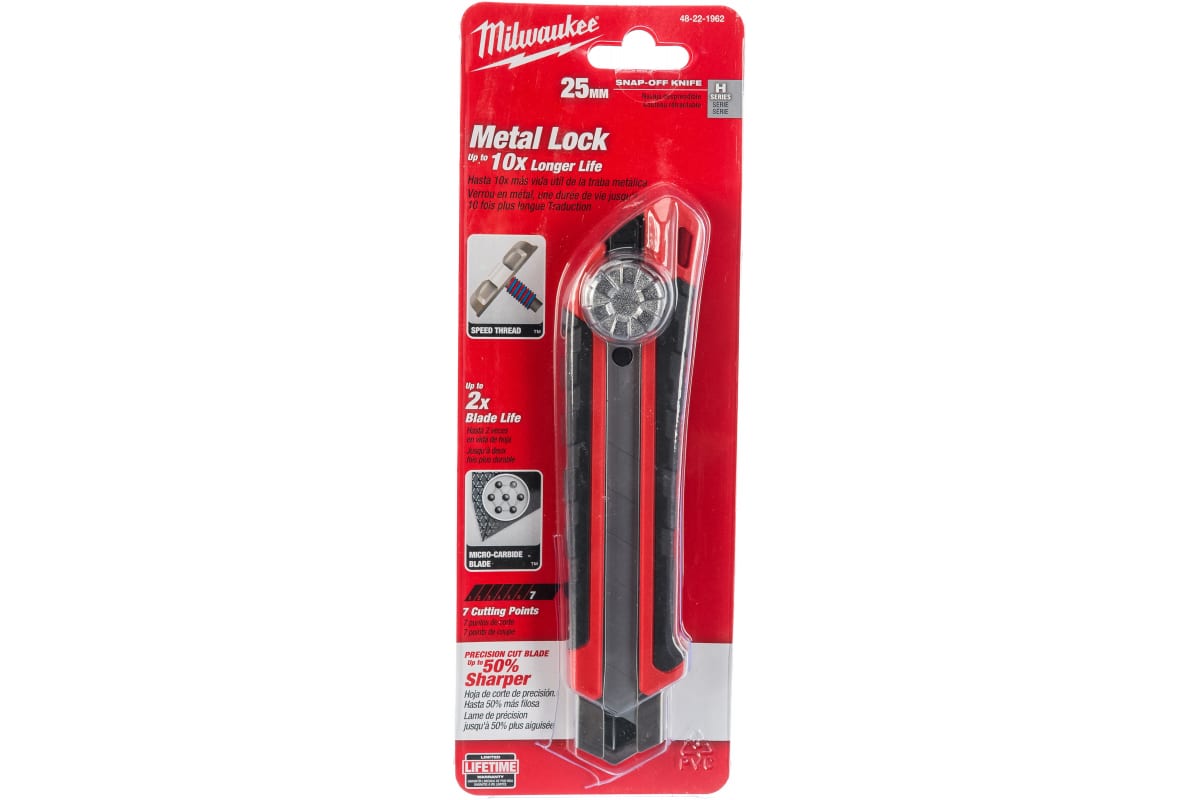 Milwaukee
48-22-1962
25MM
SNAP-OFF KNIFE
Couteau rétractable
H
SERIES
SERIE
SÉRIE
Metal Lock
Up to 10x Longer Life
Hasta 10x más vida útil de la traba metálica
Verrou en métal, une durée de vie jusqu'
10 fois plus longue Traduction
SPEED THREAD TM
Up to
2x
Blade Life
Hasta 2 veces
en vida de hoja
Jusqu'à deux
fois plus durable
MICRO-CARBIDE
BLADE TM
7
7 Cutting Points
7 puntos de corte
7 points de coupe
PRECISION CUT BLADE
Up to 50%
Sharper
Hoja de corte de precisión.
Hasta 50% más filosa
Lame de précision
jusqu'à 50% plus aiguisée
LIMITED
LIFETIME
WARRANTY
PVC